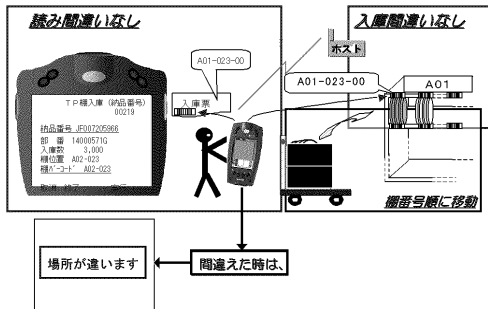 読み間違いなし
入庫間違いなし
ホスト
A01-023-00
入庫票
A01-023-00
A01
TP棚入庫 (納品番号)
00219
納品番号 JF007205966
部 番 14000571G
入庫数 3,000
棚位置 A02-023
棚バーコード A02-023
棚番号順に移動
間違えた時は、
場所が違います